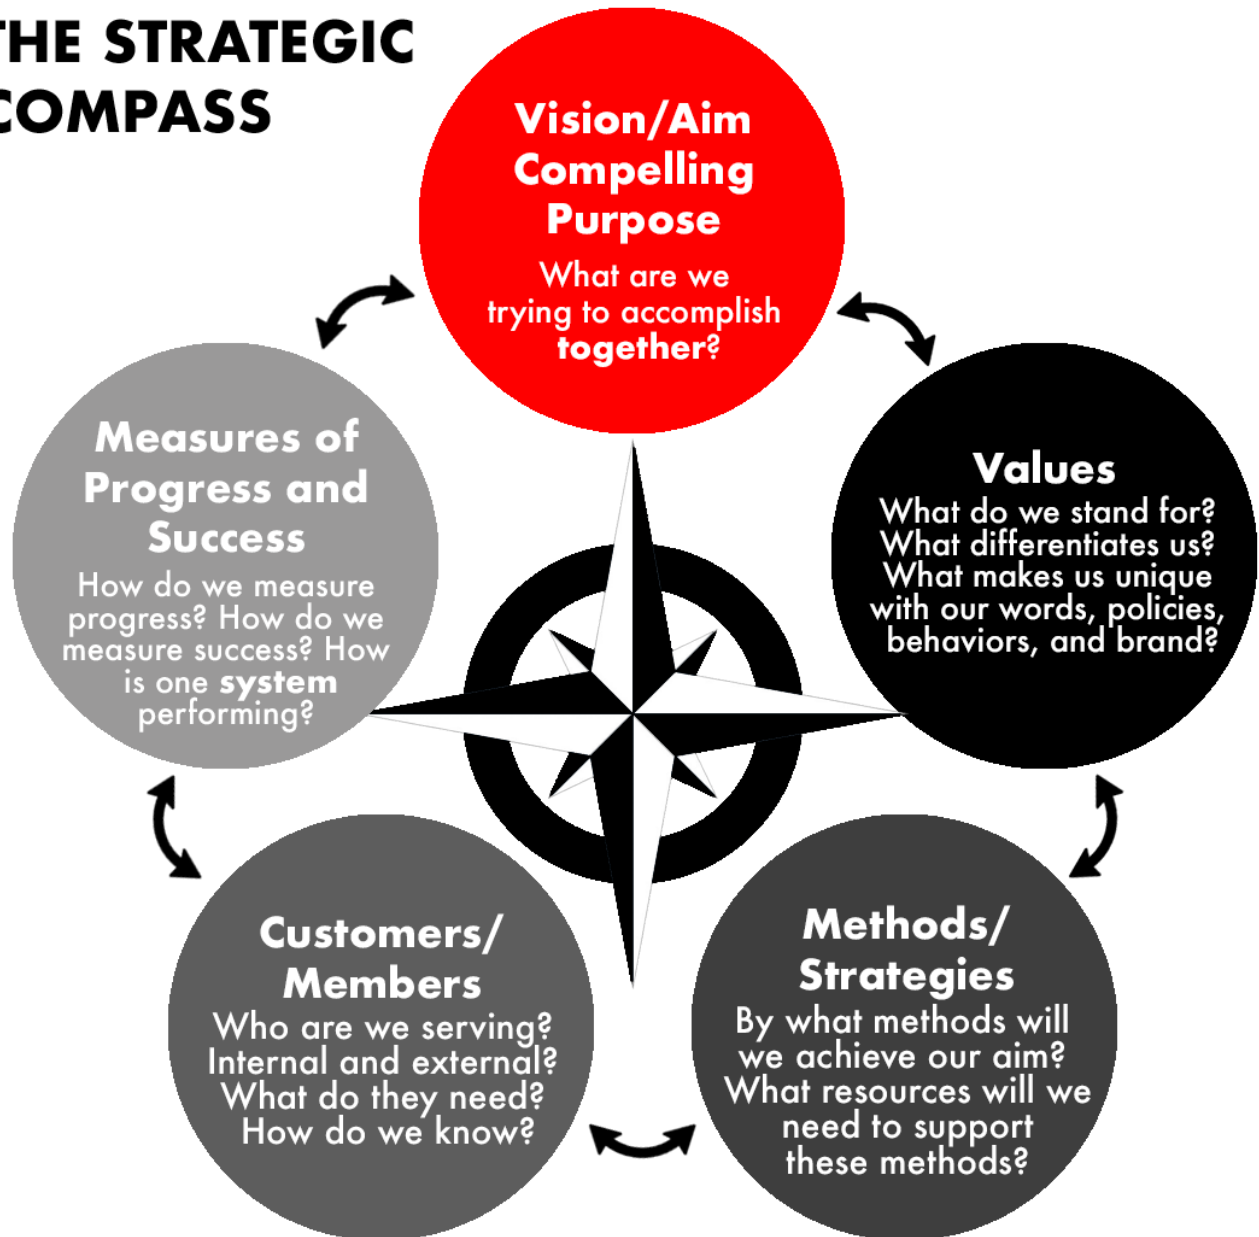 THE STRATEGIC
COMPASS
Vision/Aim
Compelling
Purpose
What are we
trying to accomplish
together?
Values
What do we stand for?
What differentiates us?
What makes us unique
with our words, policies,
behaviors, and brand?
Methods/
Strategies
By what methods will
we achieve our aim?
What resources will we
need to support
these methods?
Customers/
Members
Who are we serving?
Internal and external?
What do they need?
How do we know?
Measures of
Progress and
Success
How do we measure
progress? How do we
measure success? How
is one system
performing?